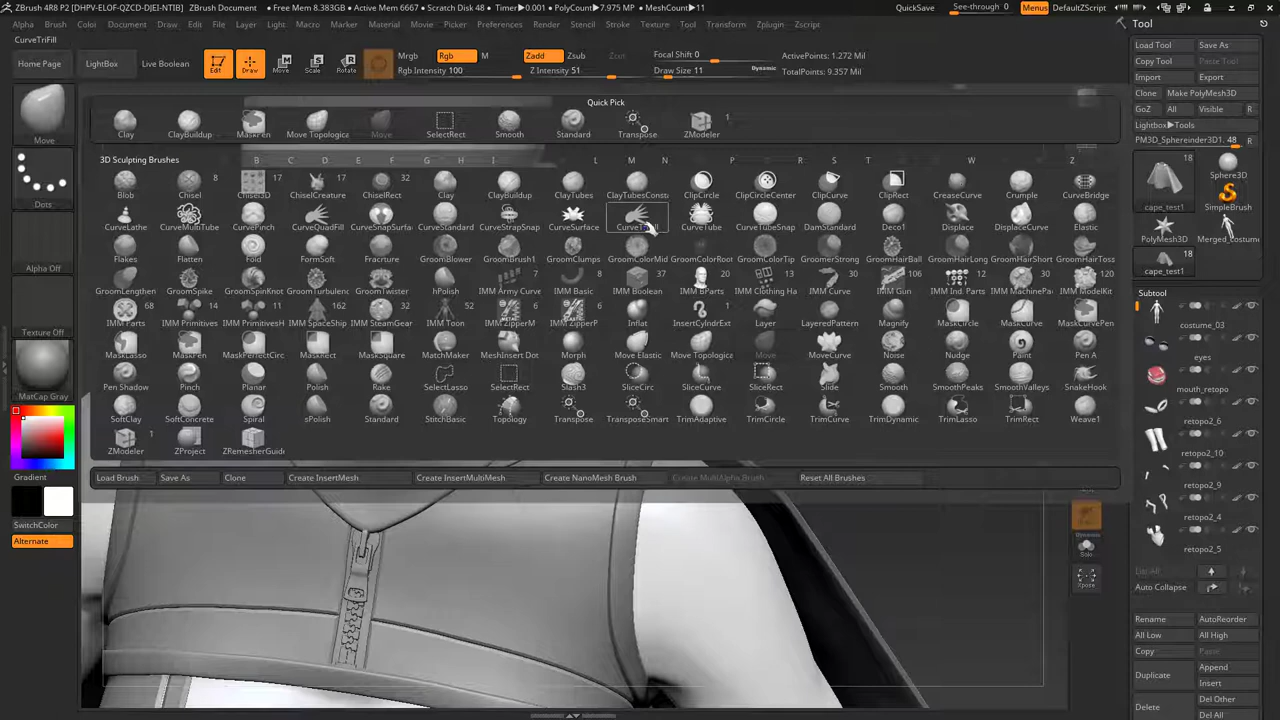 ZBrush 4R8 P2 [DHPV-ELOF-QZCD-DJEI-NTIB] ZBrush Document • Free Mem 8.383GB • Active Mem 6667 • Scratch Disk 48 • Timer▸0.001 • PolyCount▸7.975 MP • MeshCount▸11 QuickSave See-through 0 Menus DefaultZScript
Alpha Brush Color Document Draw Edit File Layer Light Macro Marker Material Movie Picker Preferences Render Stencil Stroke Texture Tool Transform Zplugin Zscript
CurveTriFill
Home Page LightBox Live Boolean Edit Draw Move Scale Rotate
Mrgb Rgb M Zadd Zsub Focal Shift 0 ActivePoints: 1.272 Mil
Rgb Intensity 100 Z Intensity 51 Draw Size 11 Dynamic TotalPoints: 9.357 Mil
Tool
Load Tool Save As
Copy Tool
Import Export
Clone Make PolyMesh3D
GoZ All Visible R
Lightbox▸Tools
PM3D_Sphereinder3D1. 48 R
18
Sphere3D
cape_test1 SimpleBrush
PolyMesh3D Merged_costume
18
cape_test1
Subtool
costume_03
eyes
mouth_retopo
retopo2_6
retopo2_10
retopo2_9
retopo2_4
retopo2_5
List All
Auto Collapse
Rename AutoReorder
All Low All High
Copy Paste
Duplicate Append
Insert
Delete Del Other
Del All
Move
Dots
Alpha Off
Texture Off
MatCap Gray
Gradient
SwitchColor
Alternate
Quick Pick
Clay ClayBuildup MaskPen Move Topologica Move SelectRect Smooth Standard Transpose ZModeler 1
3D Sculpting Brushes B C D E F G H I L M N P R S T W Z
Blob Chisel 8 Chisel3D 17 ChiselCreature 17 ChiselRect 32 Clay ClayBuildup ClayTubes ClayTubesConst ClipCircle ClipCircleCenter ClipCurve ClipRect CreaseCurve Crumple CurveBridge
CurveLathe CurveMultiTube CurvePinch CurveQuadFill CurveSnapSurfa CurveStandard CurveStrapSnap CurveSurface CurveTube CurveTubeSnap DamStandard Deco1 Displace DisplaceCurve Elastic
Flakes Flatten Fold FormSoft Fracrture GroomBlower GroomBrush1 GroomClumps GroomColorMid GroomColorRoot GroomColorTip GroomerStrong GroomHairBall GroomHairLong GroomHairShort GroomHairToss
GroomLengthen GroomSpike GroomSpinKnot GroomTurbulenc GroomTwister hPolish IMM Army Curve 7 IMM Basic 8 IMM Boolean 37 IMM BParts 20 IMM Clothing Ha 13 IMM Curve 30 IMM Gun 106 IMM Ind. Parts 12 IMM MachinePa 30 IMM ModelKit 120
IMM Parts 68 IMM Primitives 14 IMM PrimitivesH 11 IMM SpaceShip 162 IMM SteamGear 32 IMM Toon 52 IMM ZipperM 6 IMM ZipperP 6 Inflat InsertCylndrExt Layer LayeredPattern Magnify MaskCircle MaskCurve MaskCurvePen
MaskLasso MaskPen MaskPerfectCirc MaskRect MaskSquare MatchMaker MeshInsert Dot Morph Move Elastic Move Topologica Move MoveCurve Noise Nudge Paint Pen A
Pen Shadow Pinch Planar Polish Rake SelectLasso SelectRect Slash3 SliceCirc SliceCurve SliceRect Slide Smooth SmoothPeaks SmoothValleys SnakeHook
SoftClay SoftConcrete Spiral sPolish Standard StitchBasic Topology Transpose TransposeSmart TrimAdaptive TrimCircle TrimCurve TrimDynamic TrimLasso TrimRect Weave1
ZModeler 1 ZProject ZRemesherGuide
Load Brush Save As Clone Create InsertMesh Create InsertMultiMesh Create NanoMesh Brush Create MultiAlpha Brush Reset All Brushes
Solo
Xpose